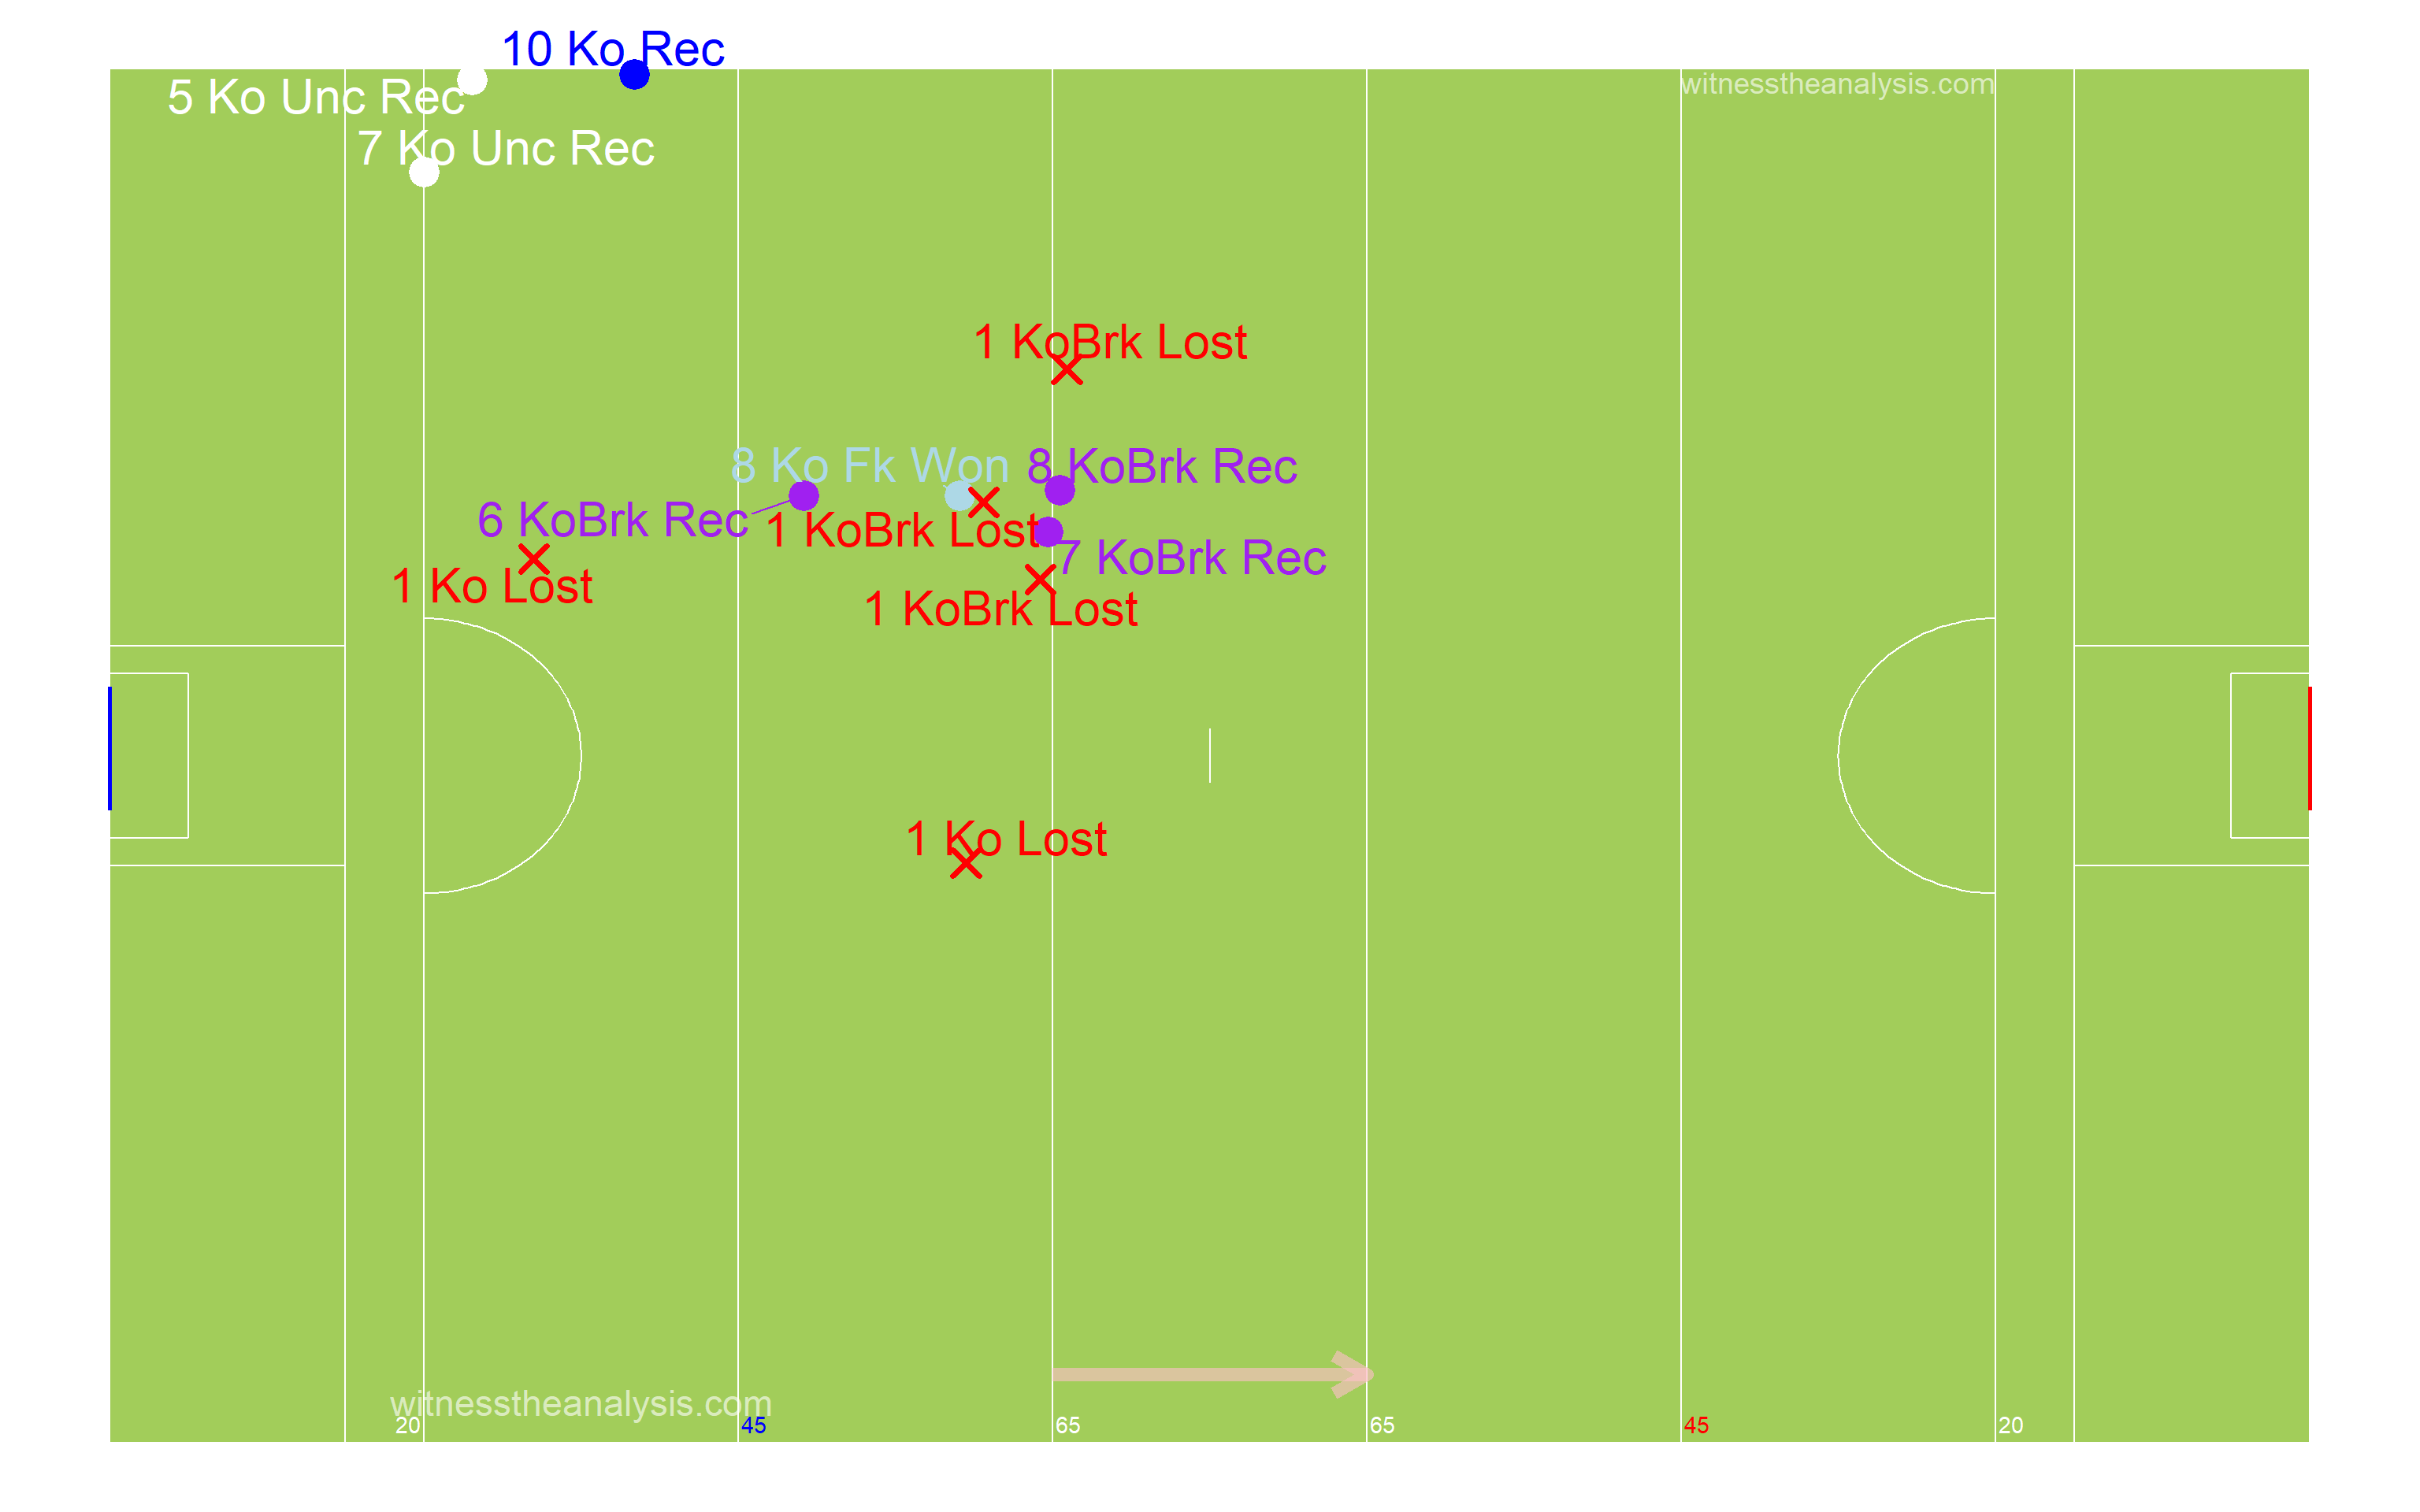 10 Ko Rec
witnesstheanalysis.com
5 Ko Unc Rec
7 Ko Unc Rec
1 KoBrk Lost
8 Ko Fk Won
8 KoBrk Rec
6 KoBrk Rec
1 KoBrk Lost
7 KoBrk Rec
1 Ko Lost
1 KoBrk Lost
1 Ko Lost
witnesstheanalysis.com
20
45
65
65
45
20